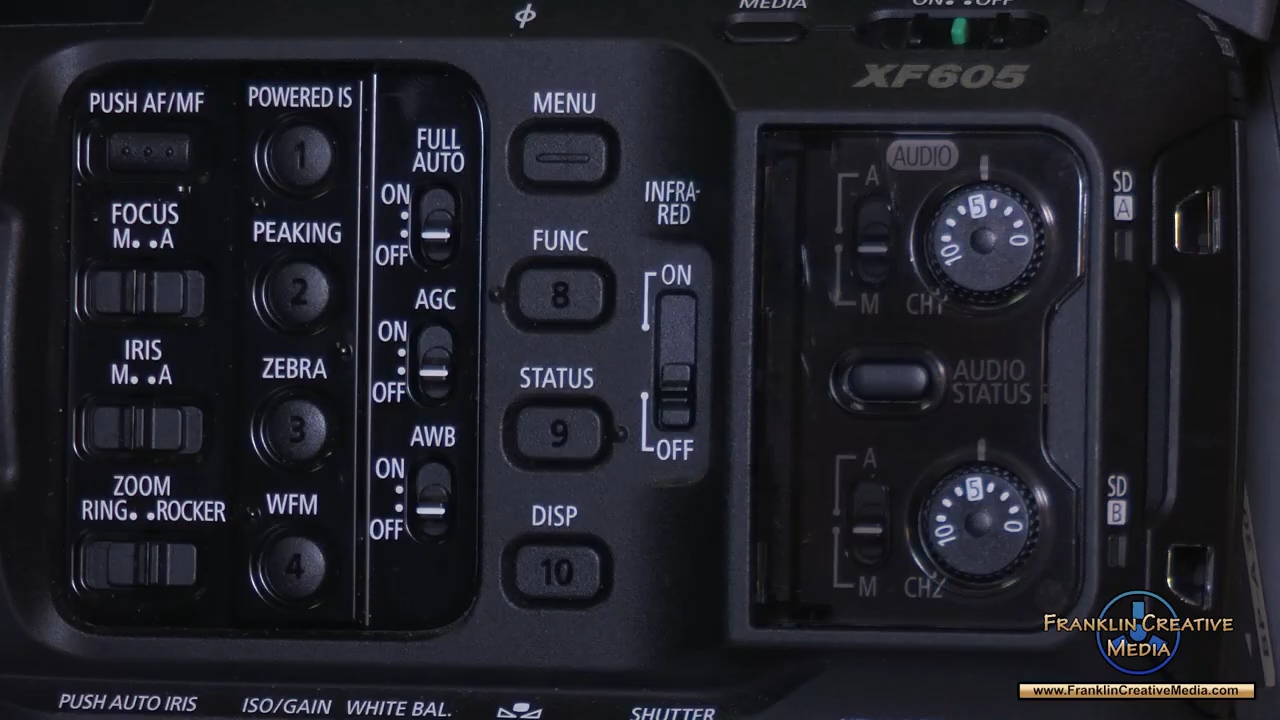 MEDIA
ON OFF
XF605
PUSH AF/MF
POWERED IS
1
FOCUS
M A
PEAKING
2
IRIS
M A
ZEBRA
3
ZOOM
RING ROCKER
WFM
4
FULL
AUTO
ON
OFF
AGC
ON
OFF
AWB
ON
OFF
MENU
FUNC
8
STATUS
9
DISP
10
INFRA-
RED
ON
OFF
AUDIO
A
M
CH1
5
10
0
AUDIO
STATUS
A
M
CH2
5
10
0
SD
A
SD
B
PUSH AUTO IRIS
ISO/GAIN
WHITE BAL.
SHUTTER
FRANKLIN CREATIVE
MEDIA
www.FranklinCreativeMedia.com